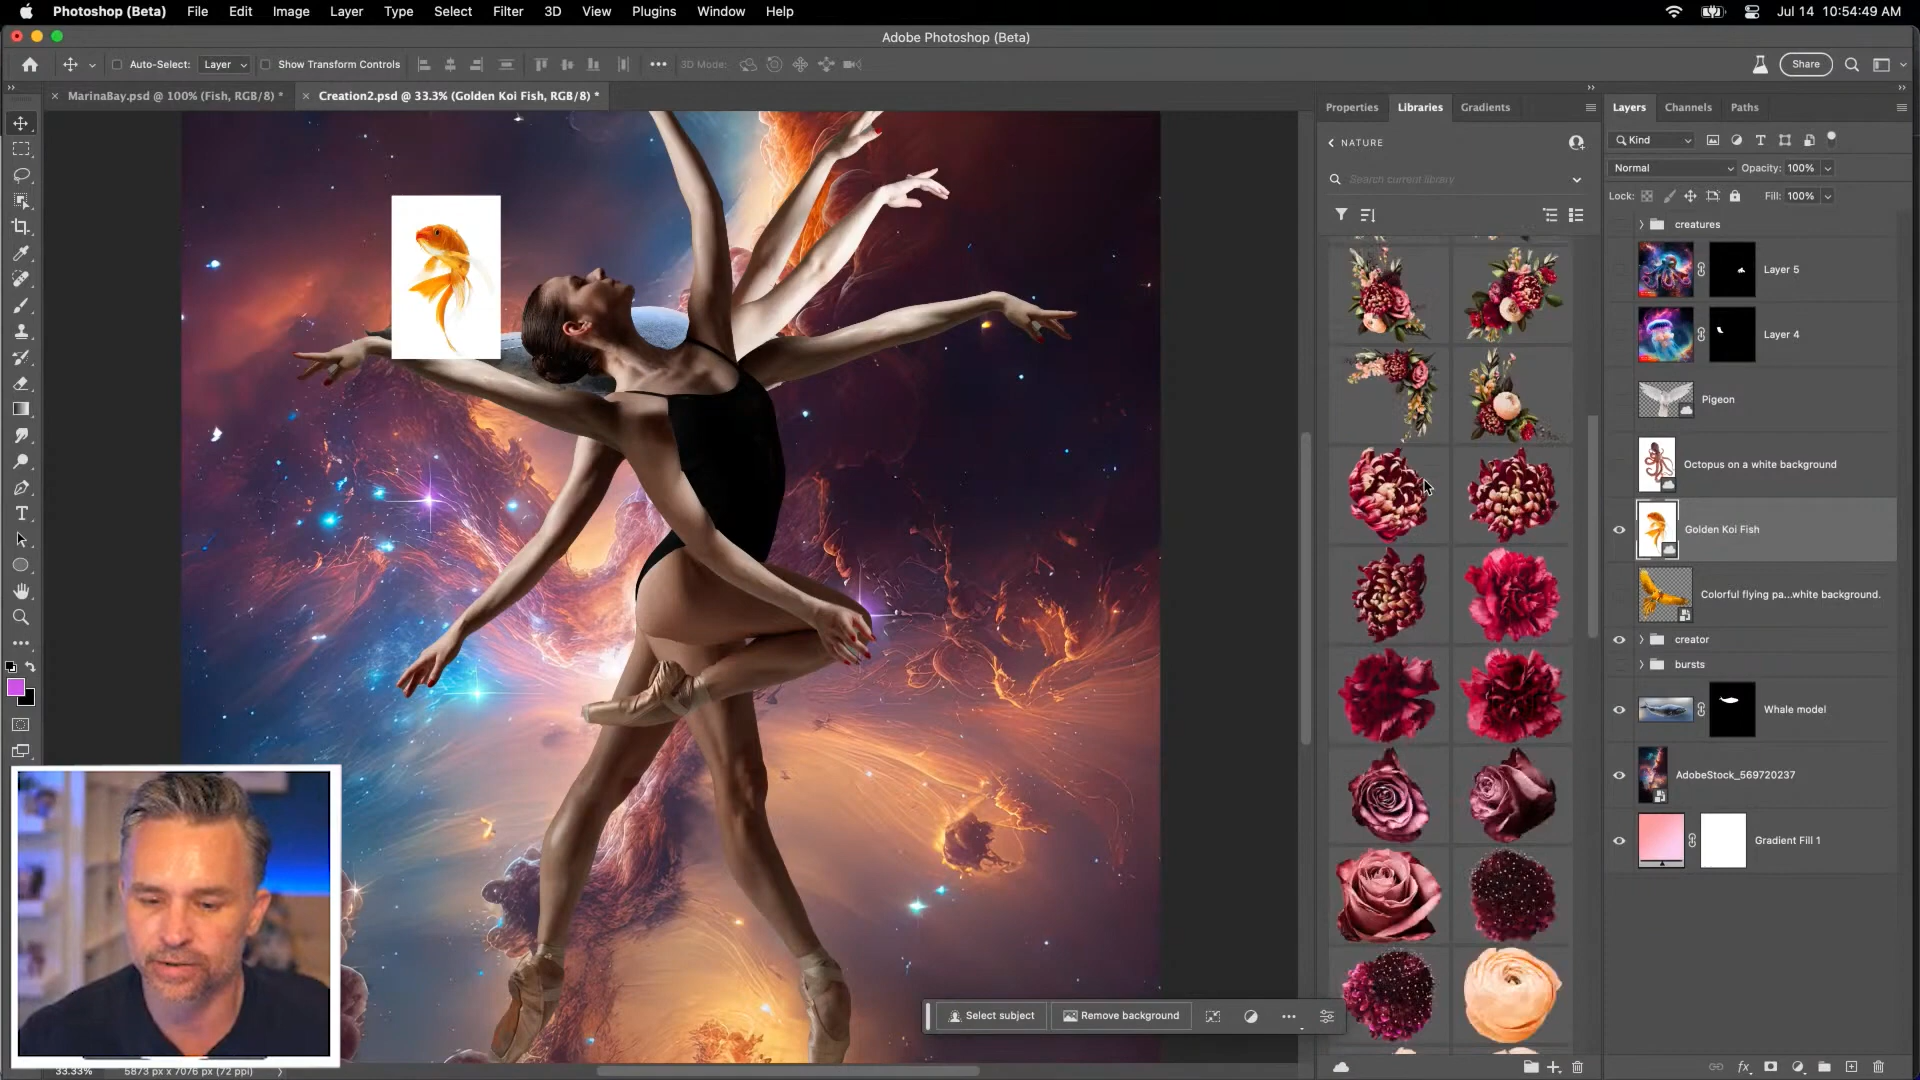 Photoshop (Beta) File Edit Image Layer Type Select Filter 3D View Plugins Window Help Jul 14 10:54:49 AM
Adobe Photoshop (Beta)
Auto-Select: Layer Show Transform Controls 3D Mode: Share
MarinaBay.psd @ 100% (Fish, RGB/8) * Creation2.psd @ 33.3% (Golden Koi Fish, RGB/8) *
Properties Libraries Gradients
NATURE
Search current library
Layers Channels Paths
Kind
Normal Opacity: 100%
Lock: Fill: 100%
creatures
Layer 5
Layer 4
Pigeon
Octopus on a white background
Golden Koi Fish
Colorful flying pa...white background.
creator
bursts
Whale model
AdobeStock_569720237
Gradient Fill 1
Select subject Remove background
33.33% 5873 px x 7076 px (72 ppi)